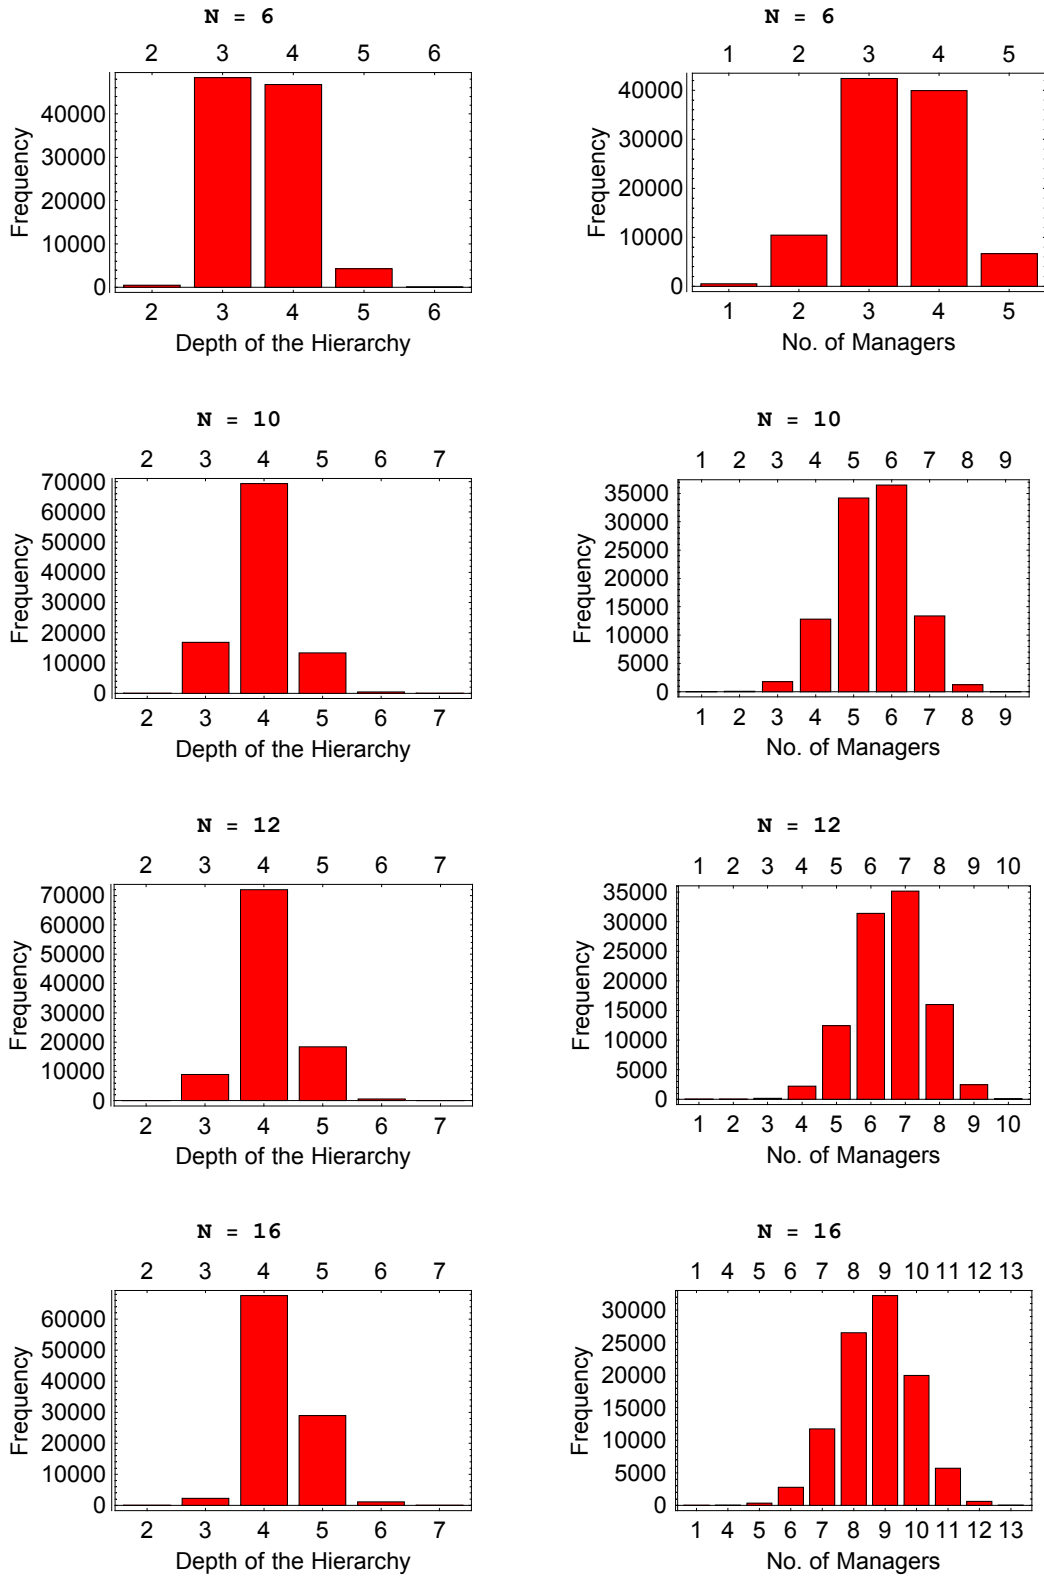 N = 6
2 3 4 5 6
Frequency
40000
30000
20000
10000
0
2 3 4 5 6
Depth of the Hierarchy
N = 6
1 2 3 4 5
Frequency
40000
30000
20000
10000
0
1 2 3 4 5
No. of Managers
N = 10
2 3 4 5 6 7
Frequency
70000
60000
50000
40000
30000
20000
10000
0
2 3 4 5 6 7
Depth of the Hierarchy
N = 10
1 2 3 4 5 6 7 8 9
Frequency
35000
30000
25000
20000
15000
10000
5000
0
1 2 3 4 5 6 7 8 9
No. of Managers
N = 12
2 3 4 5 6 7
Frequency
70000
60000
50000
40000
30000
20000
10000
0
2 3 4 5 6 7
Depth of the Hierarchy
N = 12
1 2 3 4 5 6 7 8 9 10
Frequency
35000
30000
25000
20000
15000
10000
5000
0
1 2 3 4 5 6 7 8 9 10
No. of Managers
N = 16
2 3 4 5 6 7
Frequency
60000
50000
40000
30000
20000
10000
0
2 3 4 5 6 7
Depth of the Hierarchy
N = 16
1 4 5 6 7 8 9 10 11 12 13
Frequency
30000
25000
20000
15000
10000
5000
0
1 4 5 6 7 8 9 10 11 12 13
No. of Managers